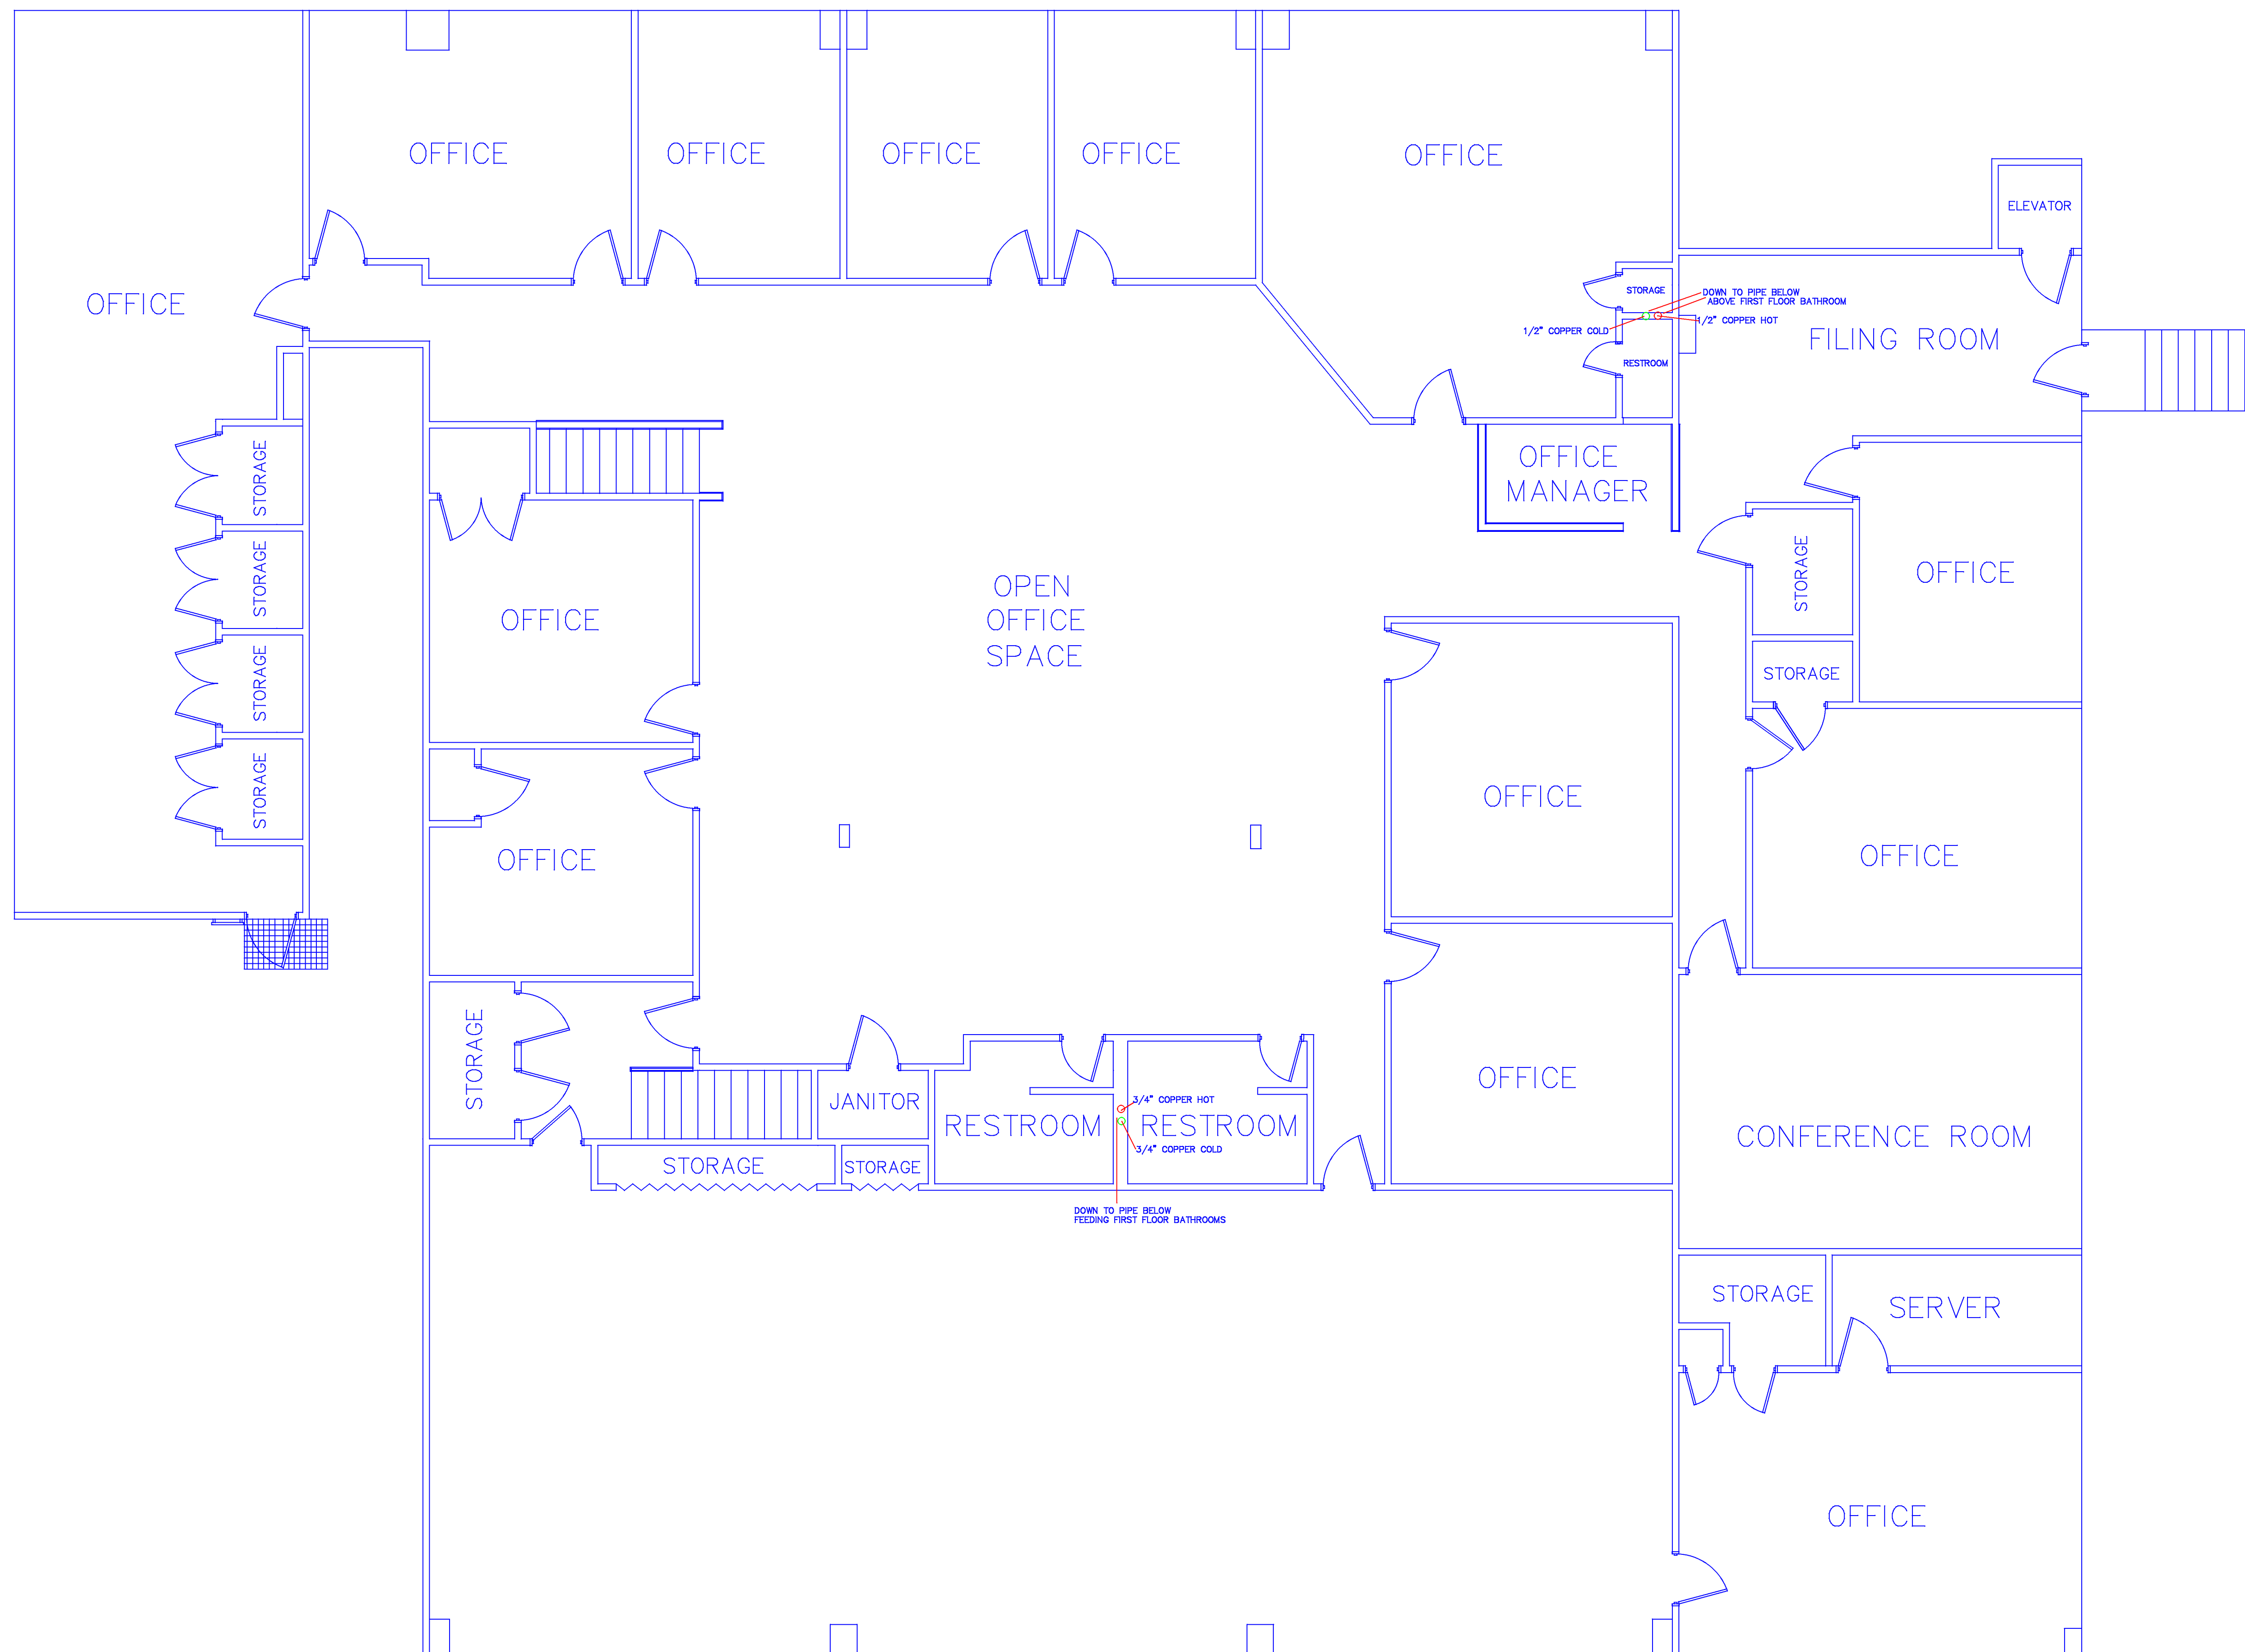 OFFICE
OFFICE
OFFICE
OFFICE
OFFICE
ELEVATOR
OFFICE
STORAGE
DOWN TO PIPE BELOW
ABOVE FIRST FLOOR BATHROOM
1/2" COPPER COLD
1/2" COPPER HOT
FILING ROOM
RESTROOM
STORAGE
OFFICE
MANAGER
STORAGE
STORAGE
OFFICE
OPEN
OFFICE
SPACE
OFFICE
STORAGE
STORAGE
STORAGE
OFFICE
OFFICE
OFFICE
STORAGE
OFFICE
JANITOR
3/4" COPPER HOT
RESTROOM
RESTROOM
3/4" COPPER COLD
CONFERENCE ROOM
STORAGE
STORAGE
DOWN TO PIPE BELOW
FEEDING FIRST FLOOR BATHROOMS
STORAGE
SERVER
OFFICE